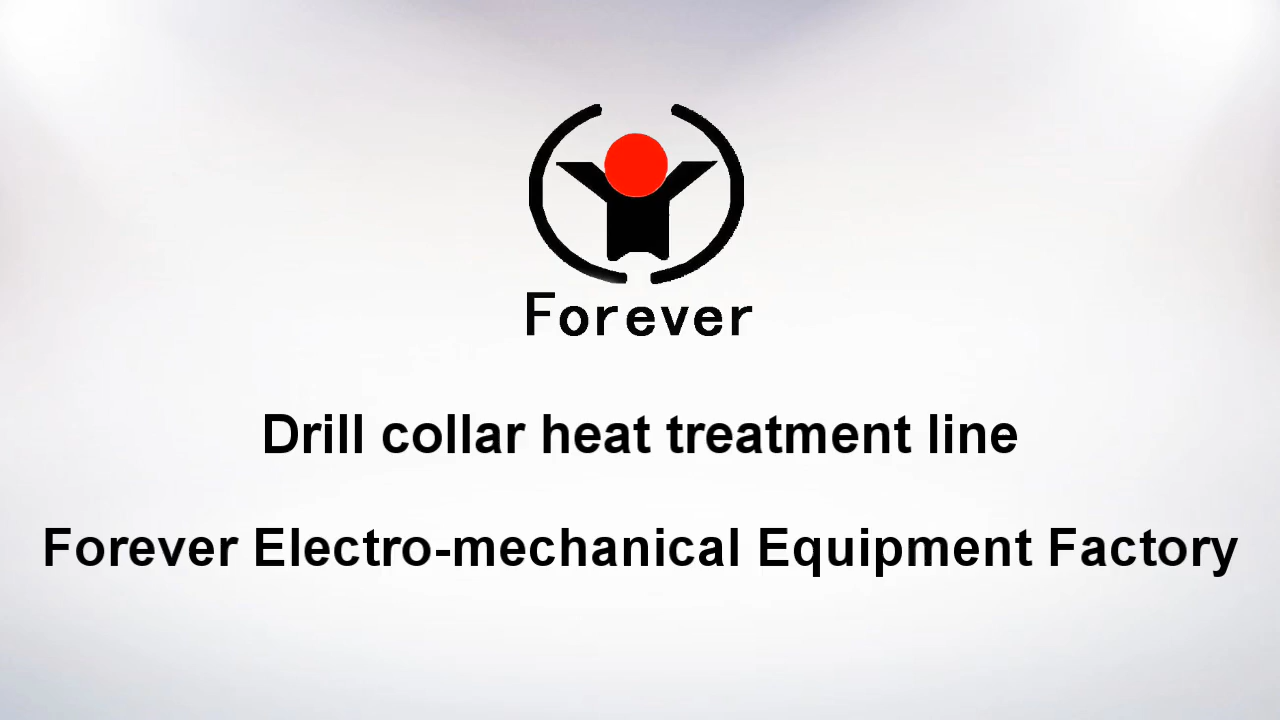 Forever
Drill collar heat treatment line
Forever Electro-mechanical Equipment Factory